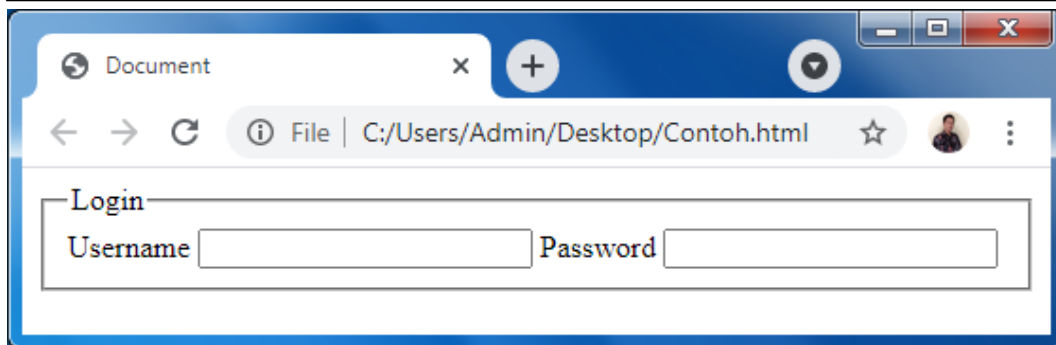 Document
File | C:/Users/Admin/Desktop/Contoh.html
Login
Username Password